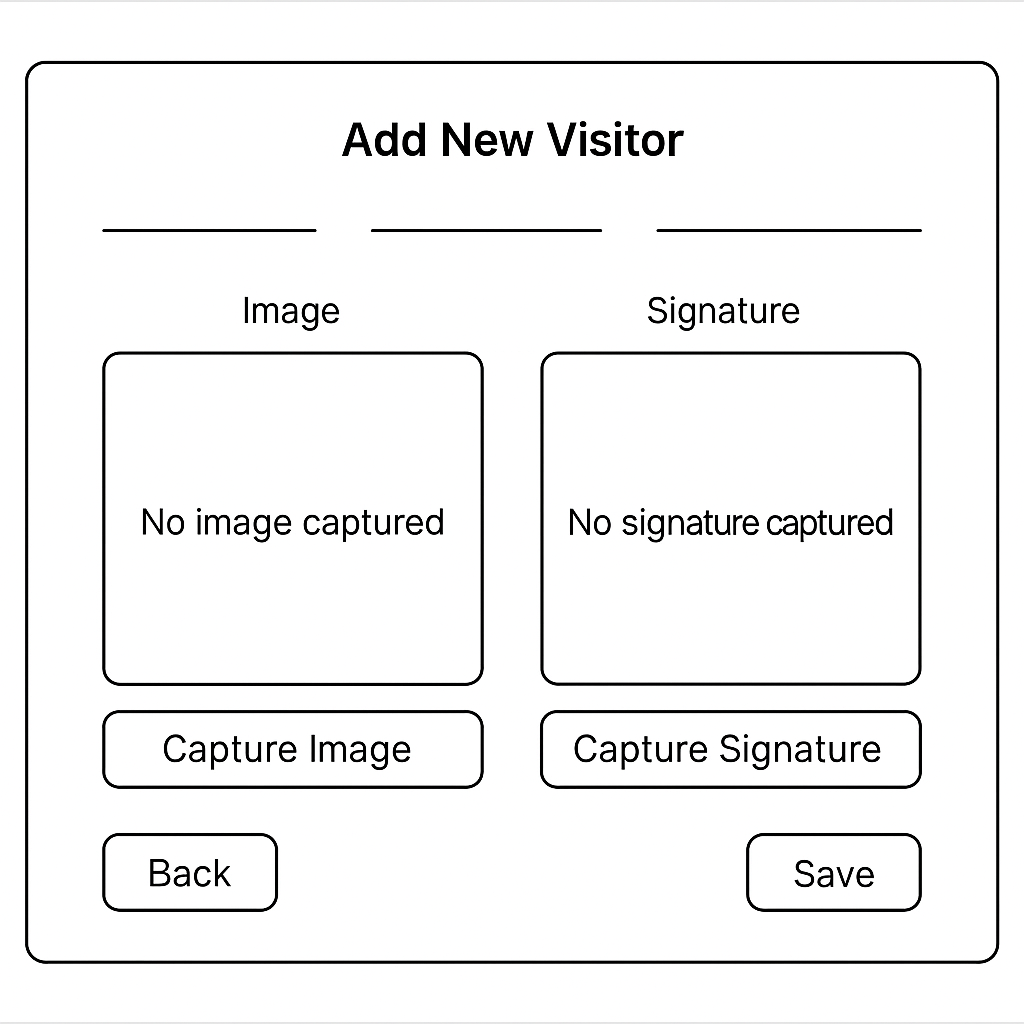 Add New Visitor
Image
Signature
No image captured
No signature captured
Capture Image
Capture Signature
Back
Save